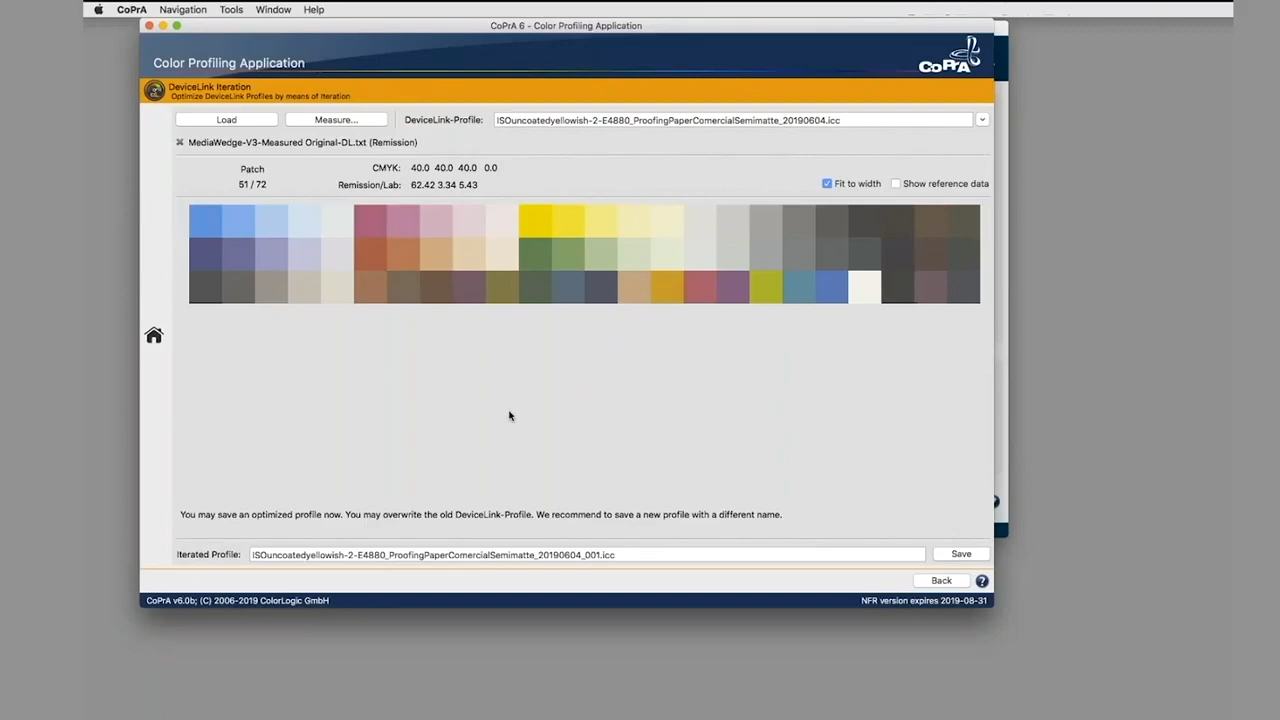 CoPrA Navigation Tools Window Help
CoPrA 6 - Color Profiling Application
Color Profiling Application
CoPrA
DeviceLink Iteration
Optimize DeviceLink Profiles by means of Iteration
Load Measure... DeviceLink-Profile: ISOuncoatedyellowish-2-E4880_ProofingPaperComercialSemimatte_20190604.icc
MediaWedge-V3-Measured Original-DL.txt (Remission)
Patch CMYK: 40.0 40.0 40.0 0.0
51 / 72 Remission/Lab: 62.42 3.34 5.43
Fit to width Show reference data
You may save an optimized profile now. You may overwrite the old DeviceLink-Profile. We recommend to save a new profile with a different name.
Iterated Profile: ISOuncoatedyellowish-2-E4880_ProofingPaperComercialSemimatte_20190604_001.icc Save
Back ?
CoPrA v6.0b; (C) 2006-2019 ColorLogic GmbH NFR version expires 2019-08-31